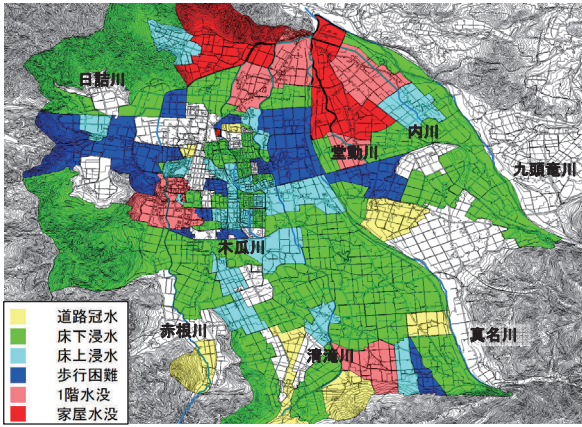 日詰川
内川
堂動川
九頭竜川
木瓜川
赤根川
清滝川
真名川
道路冠水
床下浸水
床上浸水
歩行困難
1階水没
家屋水没